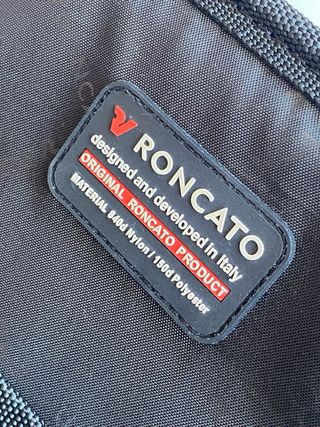 RONCATO
designed and developed in Italy
ORIGINAL RONCATO PRODUCT
MATERIAL 840d Nylon / 150d Polyester